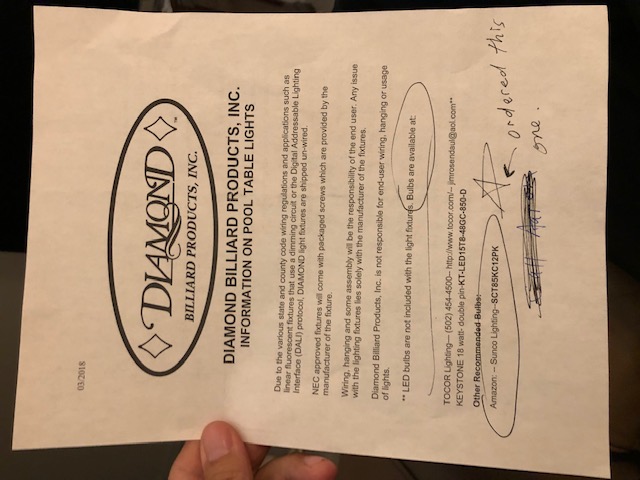 03/2018
DIAMOND™
BILLIARD PRODUCTS, INC.
DIAMOND BILLIARD PRODUCTS, INC.
INFORMATION ON POOL TABLE LIGHTS
Due to the various state and county code wiring regulations and applications such as
linear fluorescent fixtures that use a dimming circuit or the Digital Addressable Lighting
Interface (DALI) protocol, DIAMOND light fixtures are shipped un-wired.
NEC approved fixtures will come with packaged screws which are provided by the
manufacturer of the fixture.
Wiring, hanging and some assembly will be the responsibility of the end user. Any issue
with the lighting fixtures lies solely with the manufacturer of the fixtures.
Diamond Billiard Products, Inc. is not responsible for end-user wiring, hanging or usage
of lights.
** LED bulbs are not included with the light fixtures. Bulbs are available at:
TOCOR Lighting— (502) 454-4500– http://www.tocor.com/– jimrosendaul@aol.com**
KEYSTONE 18 watt- double pin-KT-LED15T8-48GC-850-D
Other Recommended Bulbs:
Amazon: -- Sunco Lighting--SCT85KC12PK
ordered this
one.